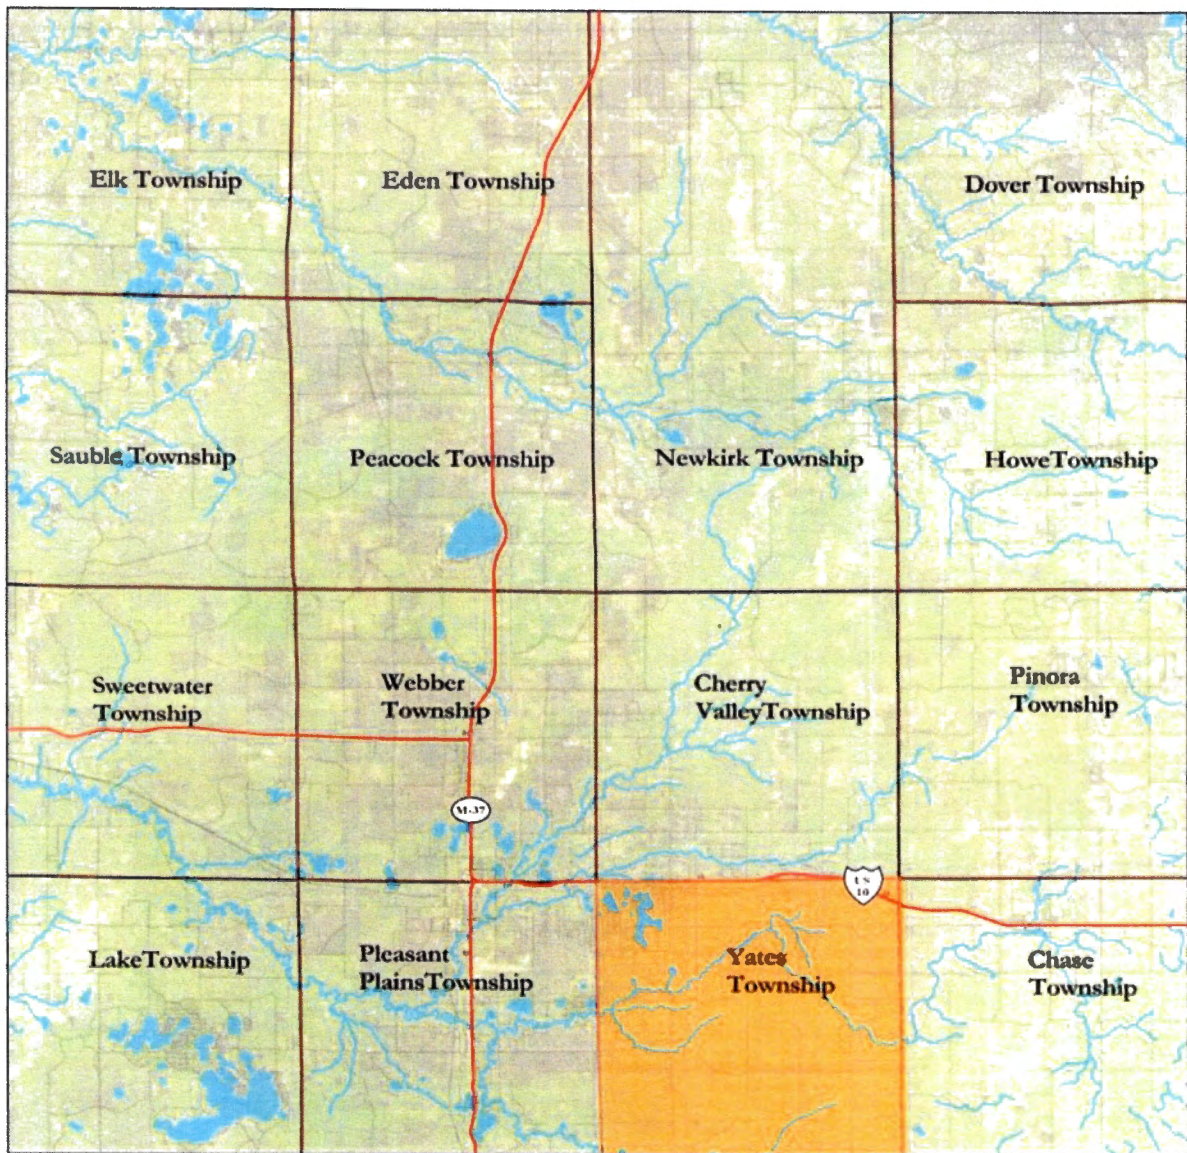 Elk Township
Eden Township
Dover Township
Sauble Township
Peacock Township
Newkirk Township
HoweTownship
Sweetwater
Township
Webber
Township
Cherry
ValleyTownship
Pinora
Township
M-37
US
10
LakeTownship
Pleasant
PlainsTownship
Yates
Township
Chase
Township